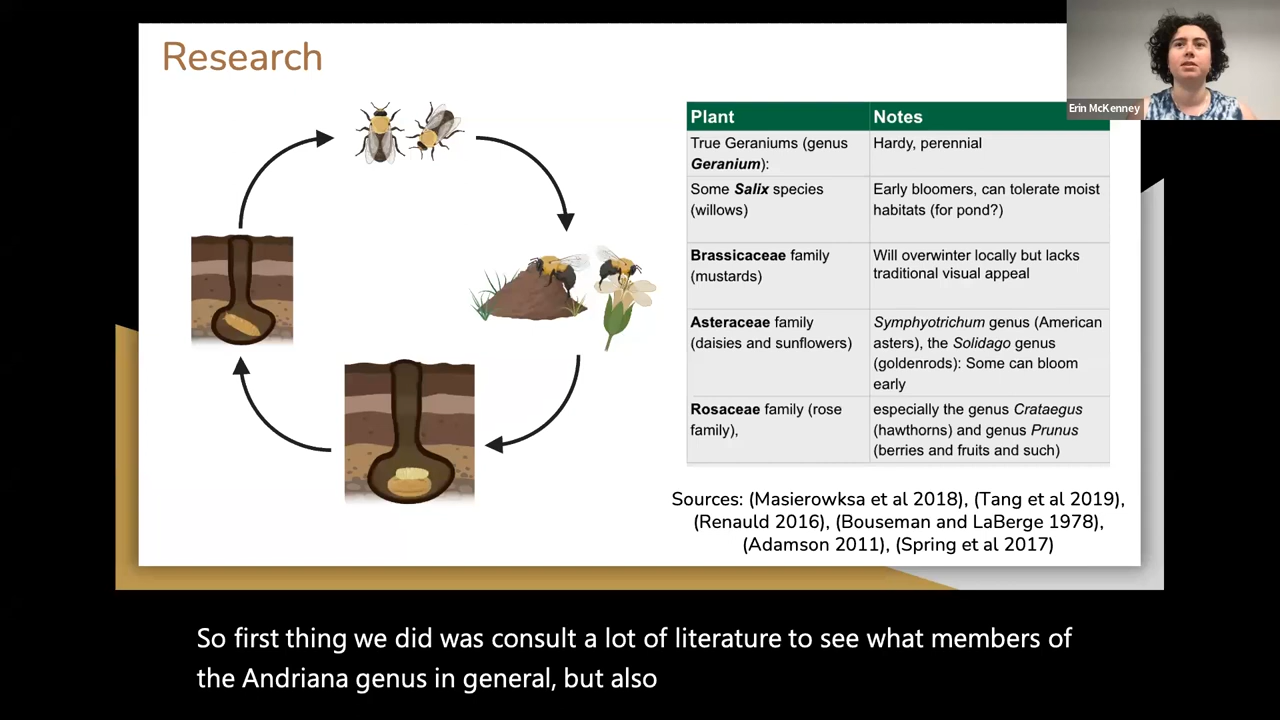 Research
Erin McKenney
Plant
Notes
True Geraniums (genus
Geranium):
Hardy, perennial
Some Salix species
(willows)
Early bloomers, can tolerate moist
habitats (for pond?)
Brassicaceae family
(mustards)
Will overwinter locally but lacks
traditional visual appeal
Asteraceae family
(daisies and sunflowers)
Symphyotrichum genus (American
asters), the Solidago genus
(goldenrods): Some can bloom
early
Rosaceae family (rose
family),
especially the genus Crataegus
(hawthorns) and genus Prunus
(berries and fruits and such)
Sources: (Masierowksa et al 2018), (Tang et al 2019),
(Renauld 2016), (Bouseman and LaBerge 1978),
(Adamson 2011), (Spring et al 2017)
So first thing we did was consult a lot of literature to see what members of
the Andriana genus in general, but also